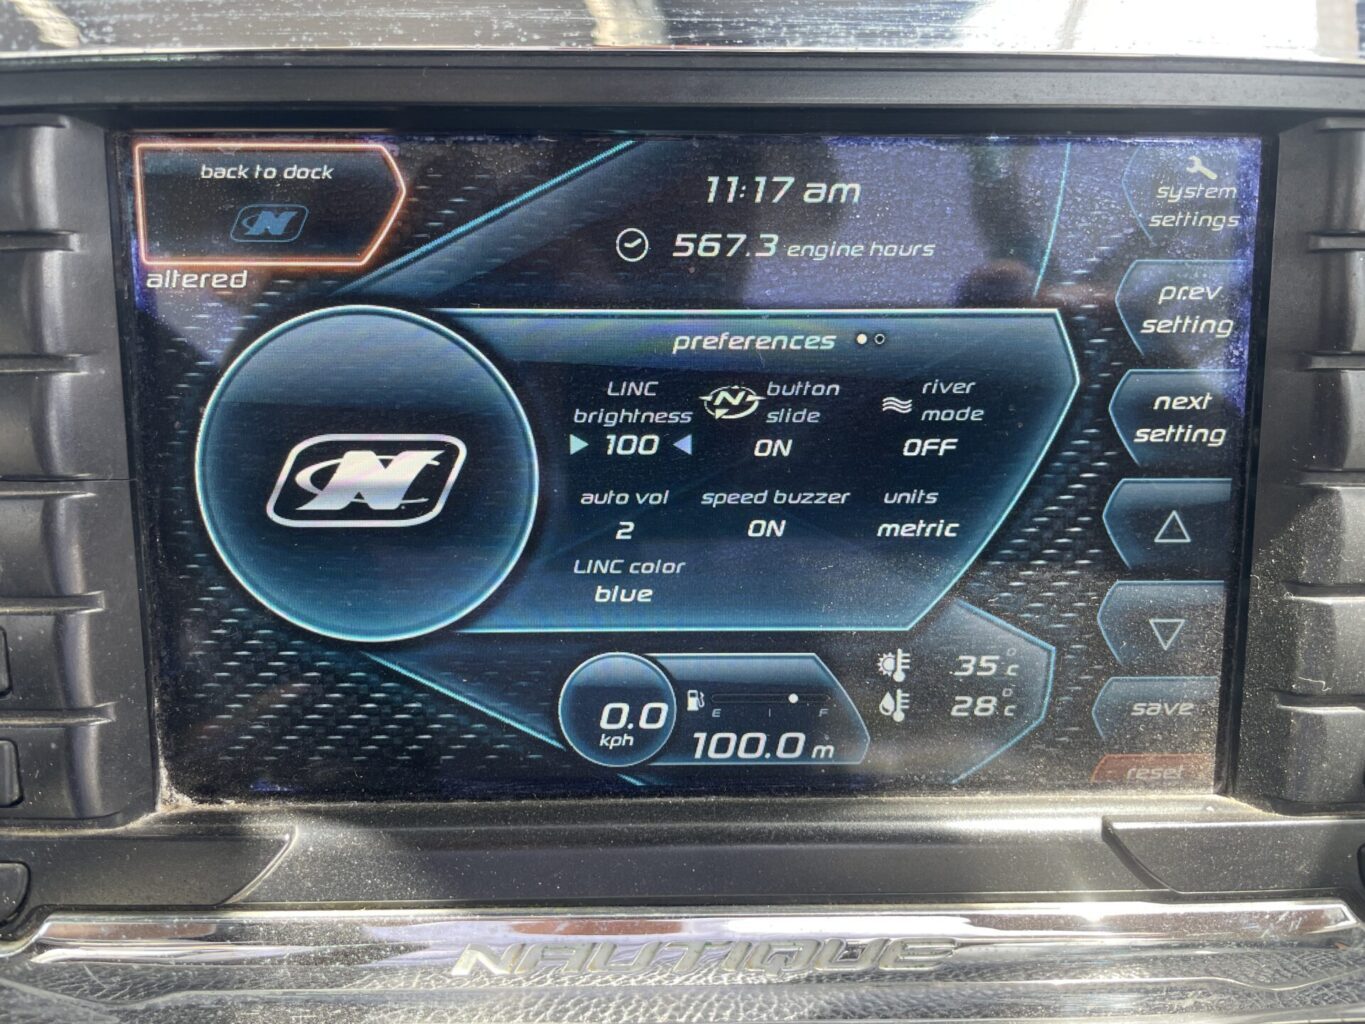 back to dock
altered
11:17 am
567.3 engine hours
system
settings
prev
setting
next
setting
save
reset
preferences
LINC
brightness
100
button
slide
ON
river
mode
OFF
auto vol
2
speed buzzer
ON
units
metric
LINC color
blue
0.0
kph
E F
100.0 m
35°c
28°c
NAUTIQUE